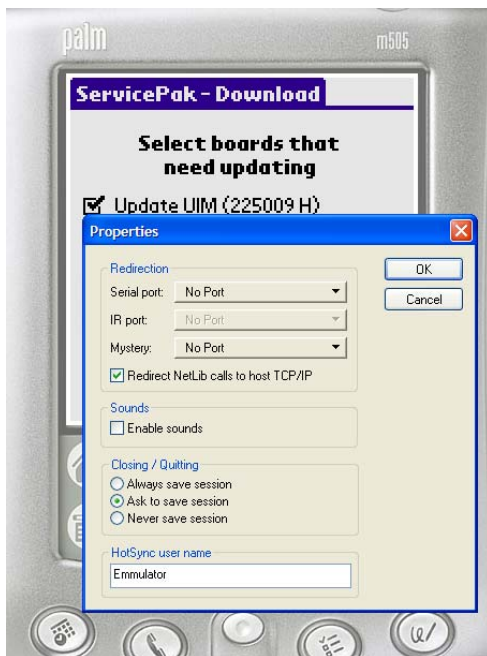 palm m505
ServicePak - Download
Select boards that
need updating
Update UIM (225009 H)
Properties
Redirection
OK
Serial port: No Port
Cancel
IR port: No Port
Mystery: No Port
Redirect NetLib calls to host TCP/IP
Sounds
Enable sounds
Closing / Quitting
Always save session
Ask to save session
Never save session
HotSync user name
Emmulator